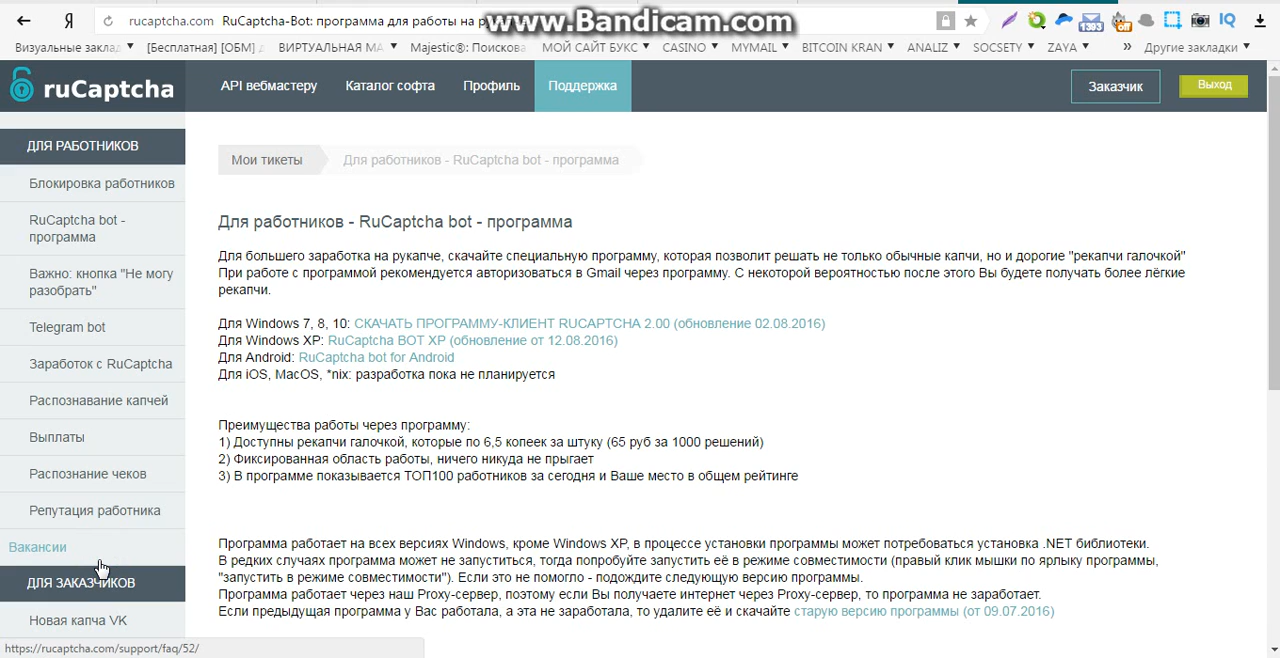 Я rucaptcha.com RuCaptcha-Bot: программа для работы на
www.Bandicam.com
1393
off
IQ
Визуальные заклад
[Бесплатная] [ОБМ]
ВИРТУАЛЬНАЯ МА
Majestic®: Поискова
МОЙ САЙТ БУКС
CASINO
MYMAIL
BITCOIN KRAN
ANALIZ
SOCSETY
ZAYA
»
Другие закладки
ruCaptcha
API вебмастеру
Каталог софта
Профиль
Поддержка
Заказчик
Выход
ДЛЯ РАБОТНИКОВ
Блокировка работников
RuCaptcha bot -
программа
Важно: кнопка "Не могу
разобрать"
Telegram bot
Заработок с RuCaptcha
Распознавание капчей
Выплаты
Распознание чеков
Репутация работника
Вакансии
ДЛЯ ЗАКАЗЧИКОВ
Новая капча VK
Мои тикеты
Для работников - RuCaptcha bot - программа
Для работников - RuCaptcha bot - программа
Для большего заработка на рукапче, скачайте специальную программу, которая позволит решать не только обычные капчи, но и дорогие "рекапчи галочкой"
При работе с программой рекомендуется авторизоваться в Gmail через программу. С некоторой вероятностью после этого Вы будете получать более лёгкие
рекапчи.
Для Windows 7, 8, 10: СКАЧАТЬ ПРОГРАММУ-КЛИЕНТ RUCAPTCHA 2.00 (обновление 02.08.2016)
Для Windows XP: RuCaptcha BOT XP (обновление от 12.08.2016)
Для Android: RuCaptcha bot for Android
Для iOS, MacOS, *nix: разработка пока не планируется
Преимущества работы через программу:
1) Доступны рекапчи галочкой, которые по 6,5 копеек за штуку (65 руб за 1000 решений)
2) Фиксированная область работы, ничего никуда не прыгает
3) В программе показывается ТОП100 работников за сегодня и Ваше место в общем рейтинге
Программа работает на всех версиях Windows, кроме Windows XP, в процессе установки программы может потребоваться установка .NET библиотеки.
В редких случаях программа может не запуститься, тогда попробуйте запустить её в режиме совместимости (правый клик мышки по ярлыку программы,
"запустить в режиме совместимости"). Если это не помогло - подождите следующую версию программы.
Программа работает через наш Proxy-сервер, поэтому если Вы получаете интернет через Proxy-сервер, то программа не заработает.
Если предыдущая программа у Вас работала, а эта не заработала, то удалите её и скачайте старую версию программы (от 09.07.2016)
https://rucaptcha.com/support/faq/52/